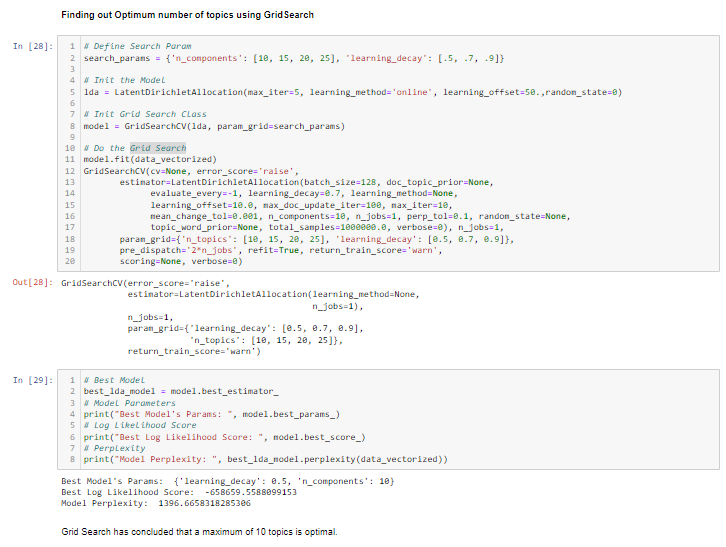 Finding out Optimum number of topics using GridSearch
In [28]:
1 # Define Search Param
2 search_params = {'n_components': [10, 15, 20, 25], 'learning_decay': [.5, .7, .9]}
3
4 # Init the Model
5 lda = LatentDirichletAllocation(max_iter=5, learning_method='online', learning_offset=50.,random_state=0)
6
7 # Init Grid Search Class
8 model = GridSearchCV(lda, param_grid=search_params)
9
10 # Do the Grid Search
11 model.fit(data_vectorized)
12 GridSearchCV(cv=None, error_score='raise',
13 estimator=LatentDirichletAllocation(batch_size=128, doc_topic_prior=None,
14 evaluate_every=-1, learning_decay=0.7, learning_method=None,
15 learning_offset=10.0, max_doc_update_iter=100, max_iter=10,
16 mean_change_tol=0.001, n_components=10, n_jobs=1, perp_tol=0.1, random_state=None,
17 topic_word_prior=None, total_samples=1000000.0, verbose=0), n_jobs=1,
18 param_grid={'n_topics': [10, 15, 20, 25], 'learning_decay': [0.5, 0.7, 0.9]},
19 pre_dispatch='2*n_jobs', refit=True, return_train_score='warn',
20 scoring=None, verbose=0)
Out[28]: GridSearchCV(error_score='raise',
estimator=LatentDirichletAllocation(learning_method=None,
n_jobs=1),
n_jobs=1,
param_grid={'learning_decay': [0.5, 0.7, 0.9],
'n_topics': [10, 15, 20, 25]},
return_train_score='warn')
In [29]:
1 # Best Model
2 best_lda_model = model.best_estimator_
3 # Model Parameters
4 print("Best Model's Params: ", model.best_params_)
5 # Log Likelihood Score
6 print("Best Log Likelihood Score: ", model.best_score_)
7 # Perplexity
8 print("Model Perplexity: ", best_lda_model.perplexity(data_vectorized))
Best Model's Params:  {'learning_decay': 0.5, 'n_components': 10}
Best Log Likelihood Score:  -658659.5588099153
Model Perplexity:  1396.6658318285306
Grid Search has concluded that a maximum of 10 topics is optimal.